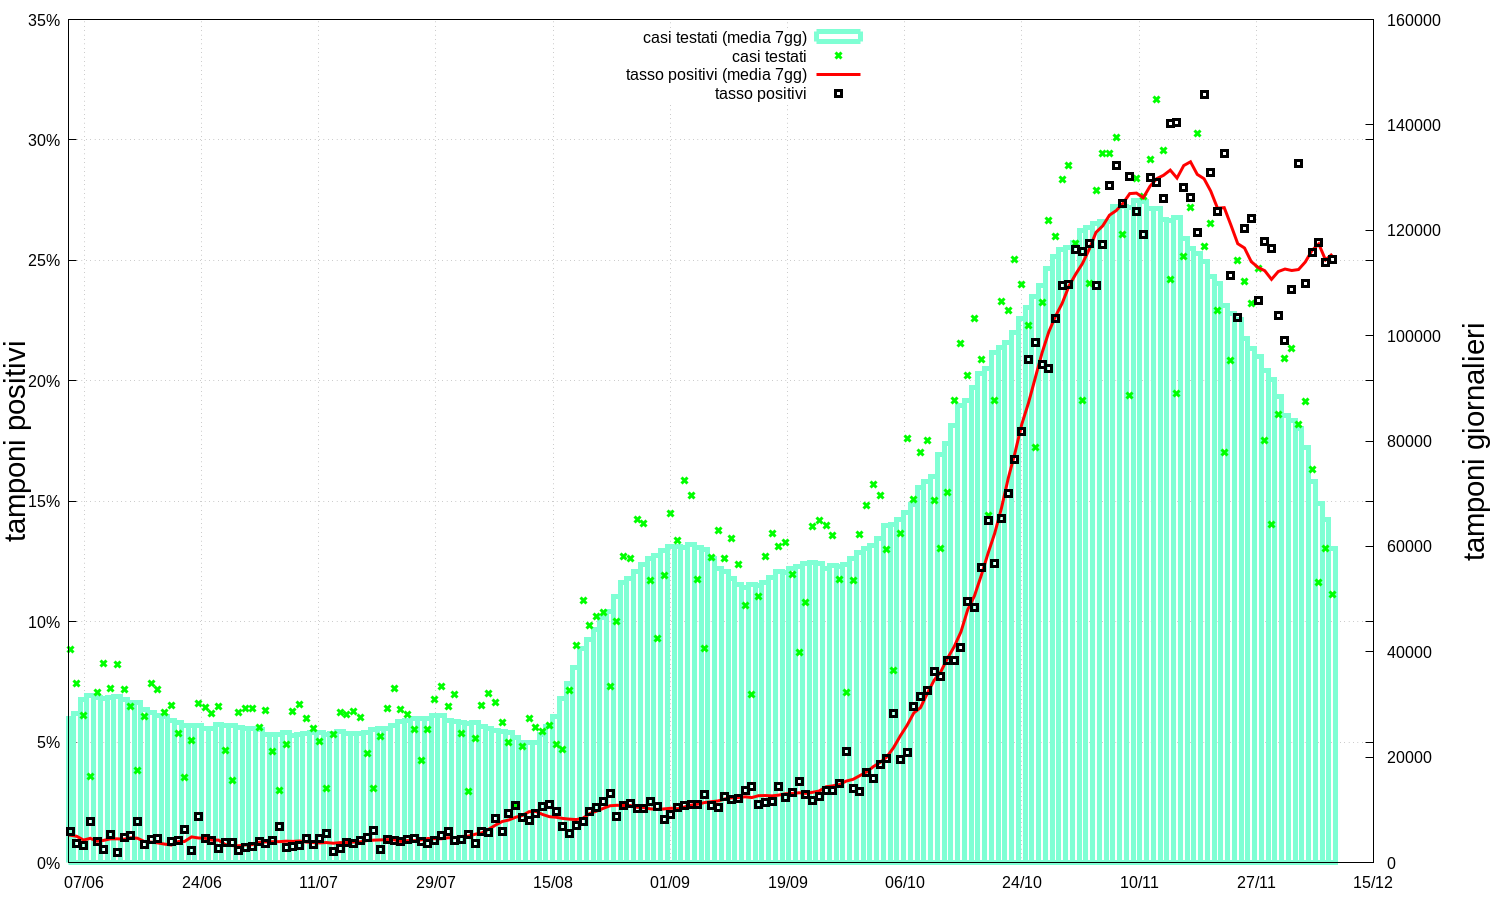 casi testati (media 7gg)
casi testati
tasso positivi (media 7gg)
tasso positivi
35%
30%
25%
20%
15%
10%
5%
0%
tamponi positivi
160000
140000
120000
100000
80000
60000
40000
20000
0
tamponi giornalieri
07/06 24/06 11/07 29/07 15/08 01/09 19/09 06/10 24/10 10/11 27/11 15/12